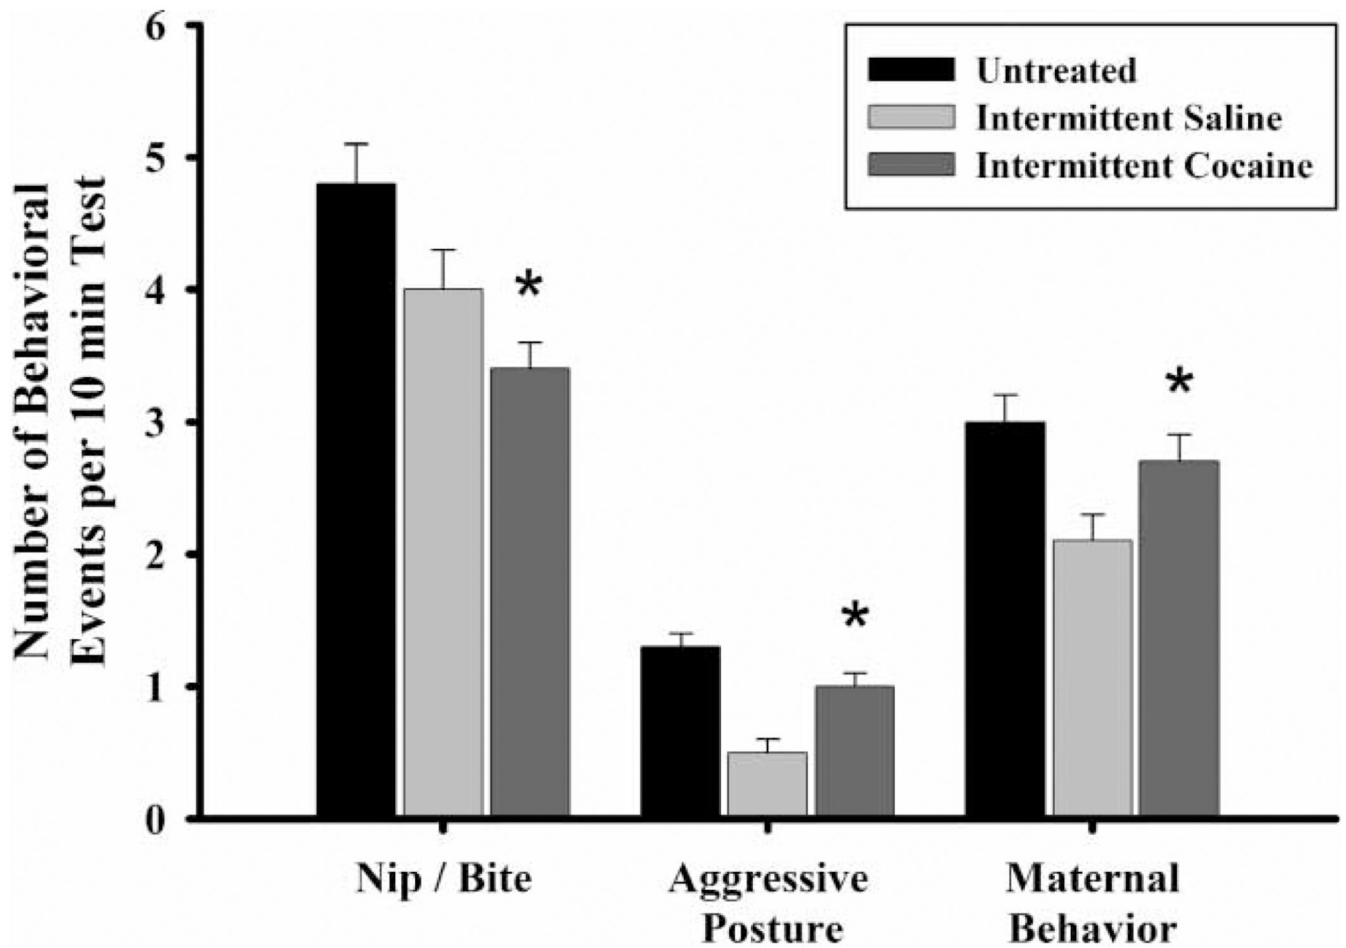 Number of Behavioral
Events per 10 min Test
6
5
4
3
2
1
0
Untreated
Intermittent Saline
Intermittent Cocaine
*
*
*
Nip / Bite
Aggressive
Posture
Maternal
Behavior